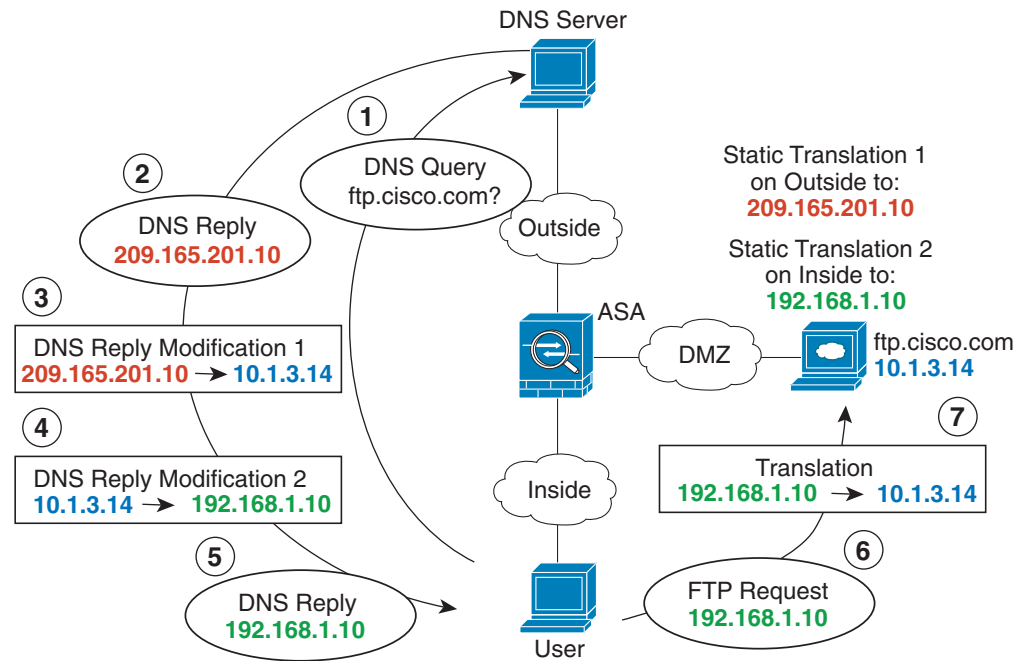 DNS Server
1
DNS Query
ftp.cisco.com?
2
DNS Reply
209.165.201.10
Outside
Static Translation 1
on Outside to:
209.165.201.10
Static Translation 2
on Inside to:
192.168.1.10
3
DNS Reply Modification 1
209.165.201.10 → 10.1.3.14
ASA
DMZ
ftp.cisco.com
10.1.3.14
4
DNS Reply Modification 2
10.1.3.14 → 192.168.1.10
Inside
7
Translation
192.168.1.10 → 10.1.3.14
5
DNS Reply
192.168.1.10
User
6
FTP Request
192.168.1.10